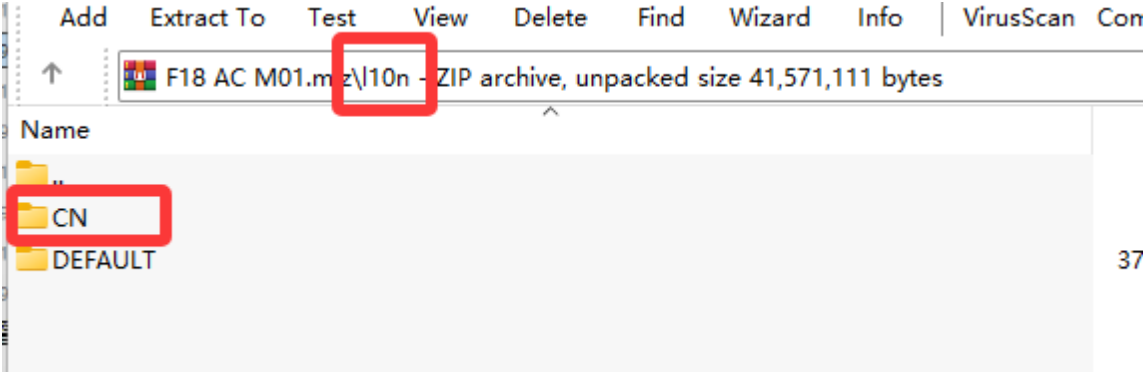 Add Extract To Test View Delete Find Wizard Info VirusScan Com
F18 AC M01.miz\l10n - ZIP archive, unpacked size 41,571,111 bytes
Name
..
CN
DEFAULT
37